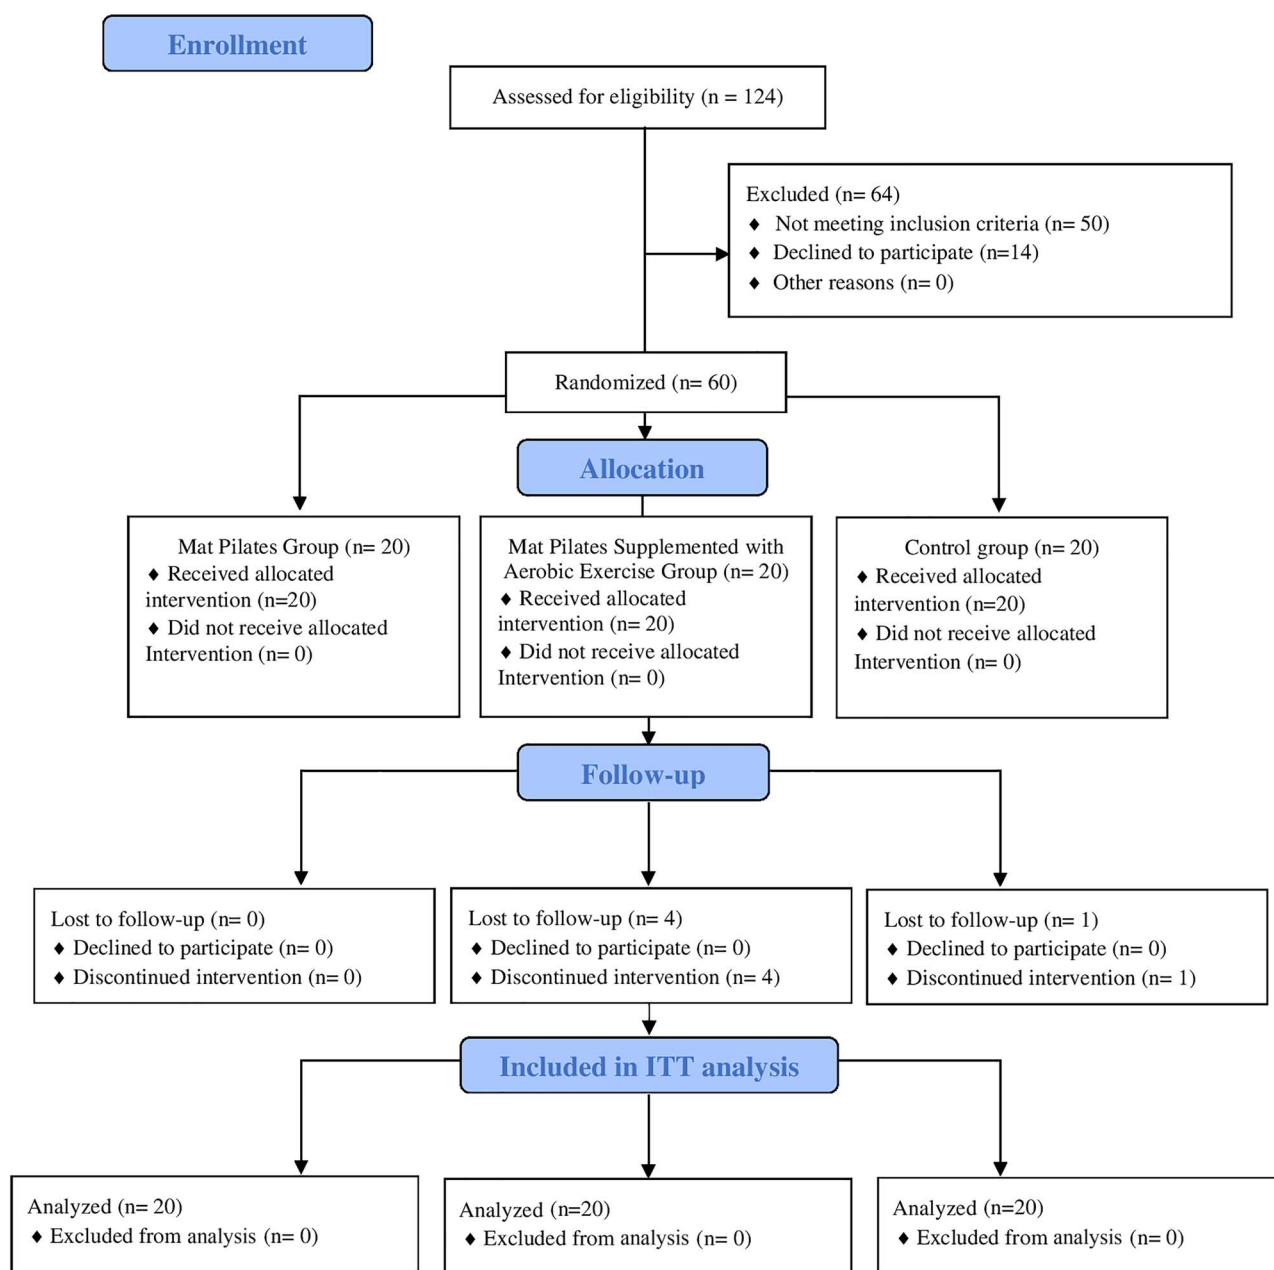 Enrollment
Assessed for eligibility (n = 124)
Excluded (n= 64)
♦ Not meeting inclusion criteria (n= 50)
♦ Declined to participate (n=14)
♦ Other reasons (n= 0)
Randomized (n= 60)
Allocation
Mat Pilates Group (n= 20)
♦ Received allocated
intervention (n=20)
♦ Did not receive allocated
Intervention (n= 0)
Mat Pilates Supplemented with
Aerobic Exercise Group (n= 20)
♦ Received allocated
intervention (n= 20)
♦ Did not receive allocated
Intervention (n= 0)
Control group (n= 20)
♦ Received allocated
intervention (n=20)
♦ Did not receive allocated
Intervention (n= 0)
Follow-up
Lost to follow-up (n= 0)
♦ Declined to participate (n= 0)
♦ Discontinued intervention (n= 0)
Lost to follow-up (n= 4)
♦ Declined to participate (n= 0)
♦ Discontinued intervention (n= 4)
Lost to follow-up (n= 1)
♦ Declined to participate (n= 0)
♦ Discontinued intervention (n= 1)
Included in ITT analysis
Analyzed (n= 20)
♦ Excluded from analysis (n= 0)
Analyzed (n=20)
♦ Excluded from analysis (n= 0)
Analyzed (n=20)
♦ Excluded from analysis (n= 0)